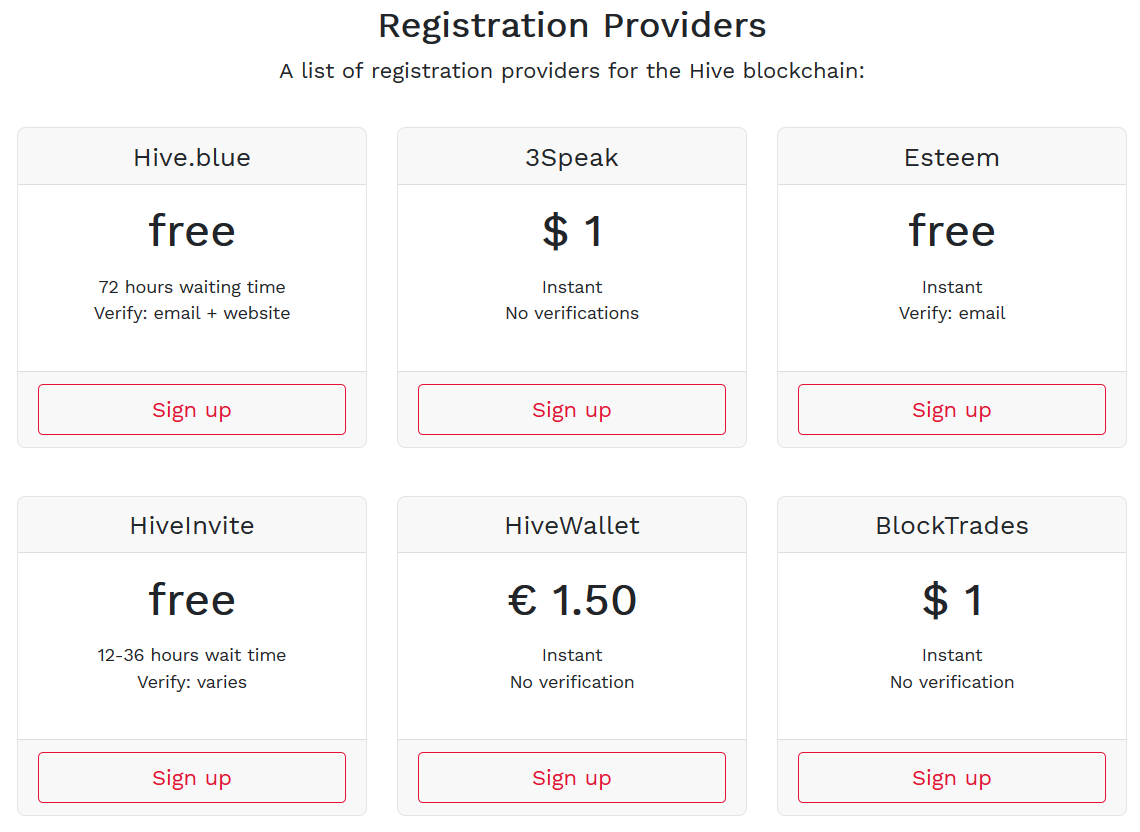 Registration Providers
A list of registration providers for the Hive blockchain:
Hive.blue
free
72 hours waiting time
Verify: email + website
Sign up
3Speak
$ 1
Instant
No verifications
Sign up
Esteem
free
Instant
Verify: email
Sign up
HiveInvite
free
12-36 hours wait time
Verify: varies
Sign up
HiveWallet
€ 1.50
Instant
No verification
Sign up
BlockTrades
$ 1
Instant
No verification
Sign up